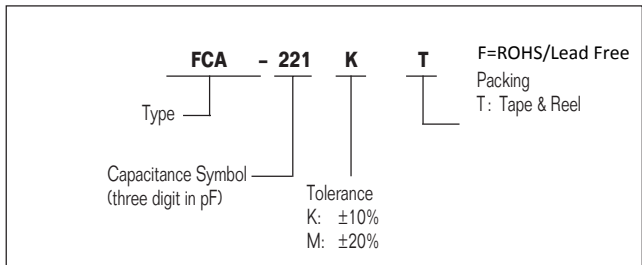 FCA – 221 K T
F=ROHS/Lead Free
Packing
T: Tape & Reel
Type
Capacitance Symbol
(three digit in pF)
Tolerance
K: ±10%
M: ±20%